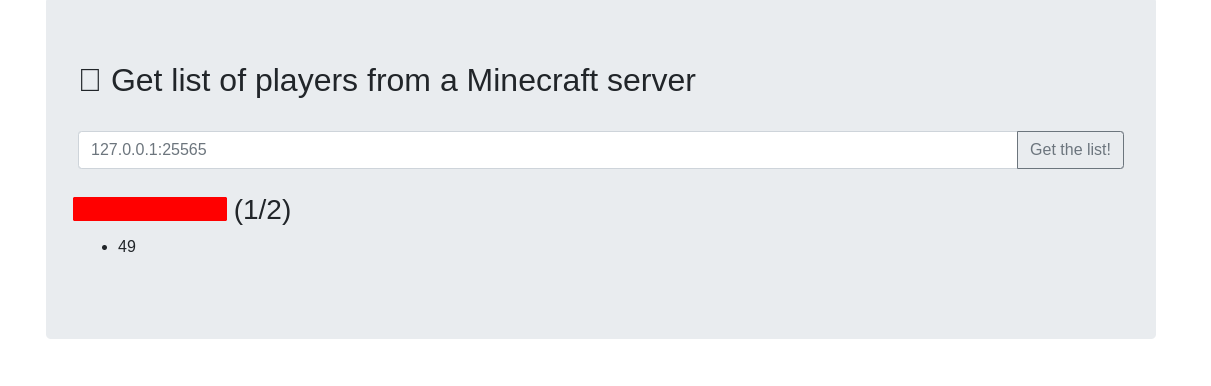 Get list of players from a Minecraft server
127.0.0.1:25565
Get the list!
(1/2)
• 49